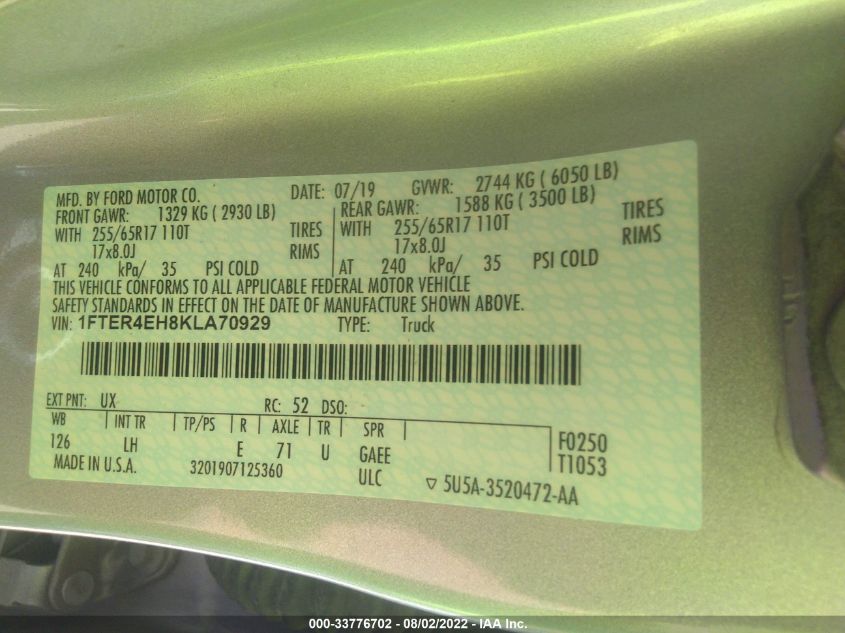 MFD. BY FORD MOTOR CO. DATE: 07/19 GVWR: 2744 KG ( 6050 LB)
FRONT GAWR: 1329 KG ( 2930 LB) REAR GAWR: 1588 KG ( 3500 LB)
WITH 255/65R17 110T TIRES WITH 255/65R17 110T TIRES
17x8.0J RIMS 17x8.0J RIMS
AT 240 kPa/ 35 PSI COLD AT 240 kPa/ 35 PSI COLD
THIS VEHICLE CONFORMS TO ALL APPLICABLE FEDERAL MOTOR VEHICLE
SAFETY STANDARDS IN EFFECT ON THE DATE OF MANUFACTURE SHOWN ABOVE.
VIN: 1FTER4EH8KLA70929 TYPE: Truck
EXT PNT: UX RC: 52 DSO:
WB INT TR TP/PS R AXLE TR SPR
126 LH E 71 U GAEE F0250
ULC T1053
MADE IN U.S.A. 3201907125360 ▽ 5U5A-3520472-AA
000-33776702 - 08/02/2022 - IAA Inc.